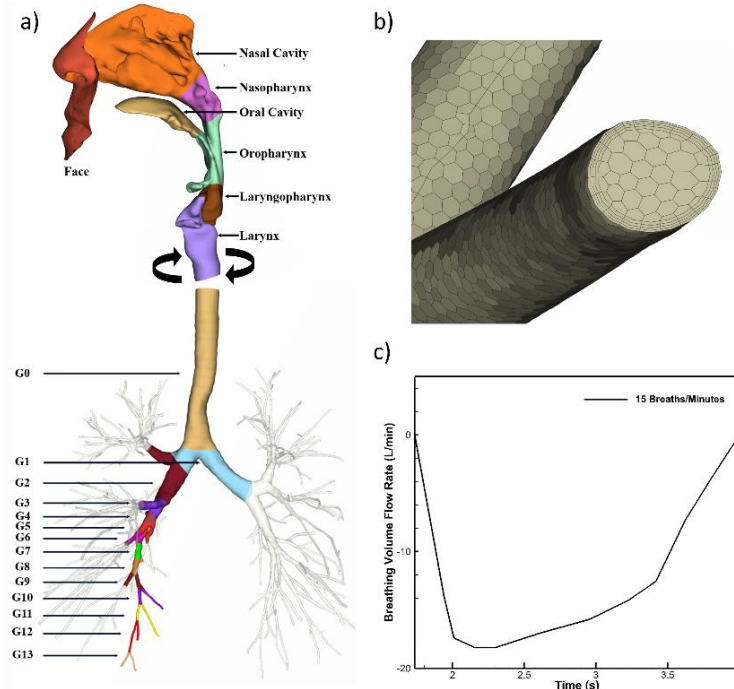 a)
Nasal Cavity
Nasopharynx
Oral Cavity
Oropharynx
Face
Laryngopharynx
Larynx
G0
G1
G2
G3
G4
G5
G6
G7
G8
G9
G10
G11
G12
G13
b)
c)
15 Breaths/Minutes
Breathing Volume Flow Rate (L/min)
0
-10
-20
2
2.5
3
3.5
Time (s)